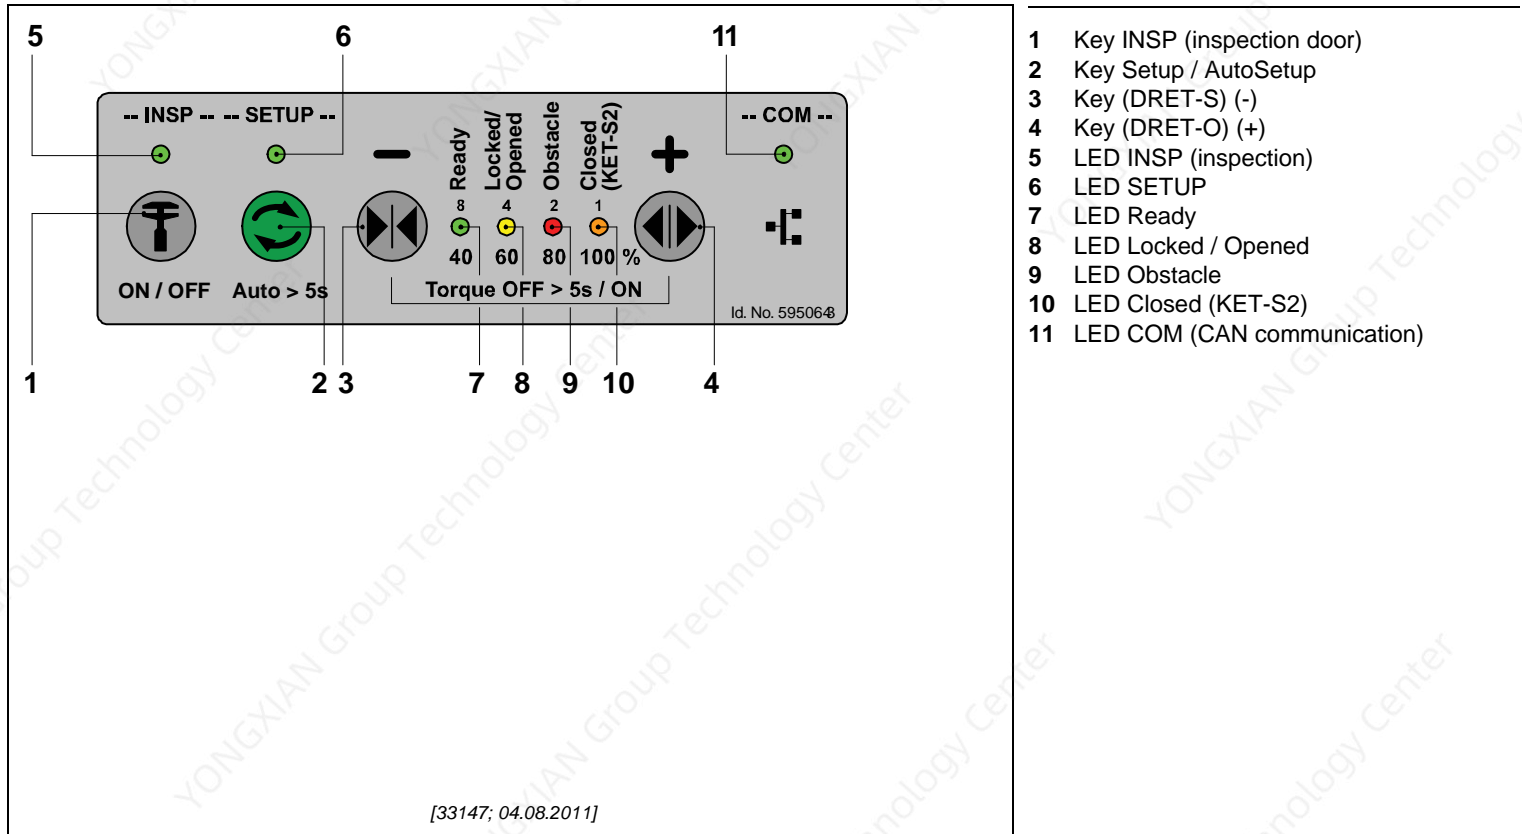 5 6 11
-- INSP -- -- SETUP -- -- COM --
Ready
Locked/
Opened
Obstacle
Closed
(KET-S2)
8 4 2 1
40 60 80 100 %
ON / OFF Auto > 5s Torque OFF > 5s / ON
Id. No. 595064
1 2 3 7 8 9 10 4
[33147; 04.08.2011]
1 Key INSP (inspection door)
2 Key Setup / AutoSetup
3 Key (DRET-S) (-)
4 Key (DRET-O) (+)
5 LED INSP (inspection)
6 LED SETUP
7 LED Ready
8 LED Locked / Opened
9 LED Obstacle
10 LED Closed (KET-S2)
11 LED COM (CAN communication)
YONGXIAN Group Technology Center